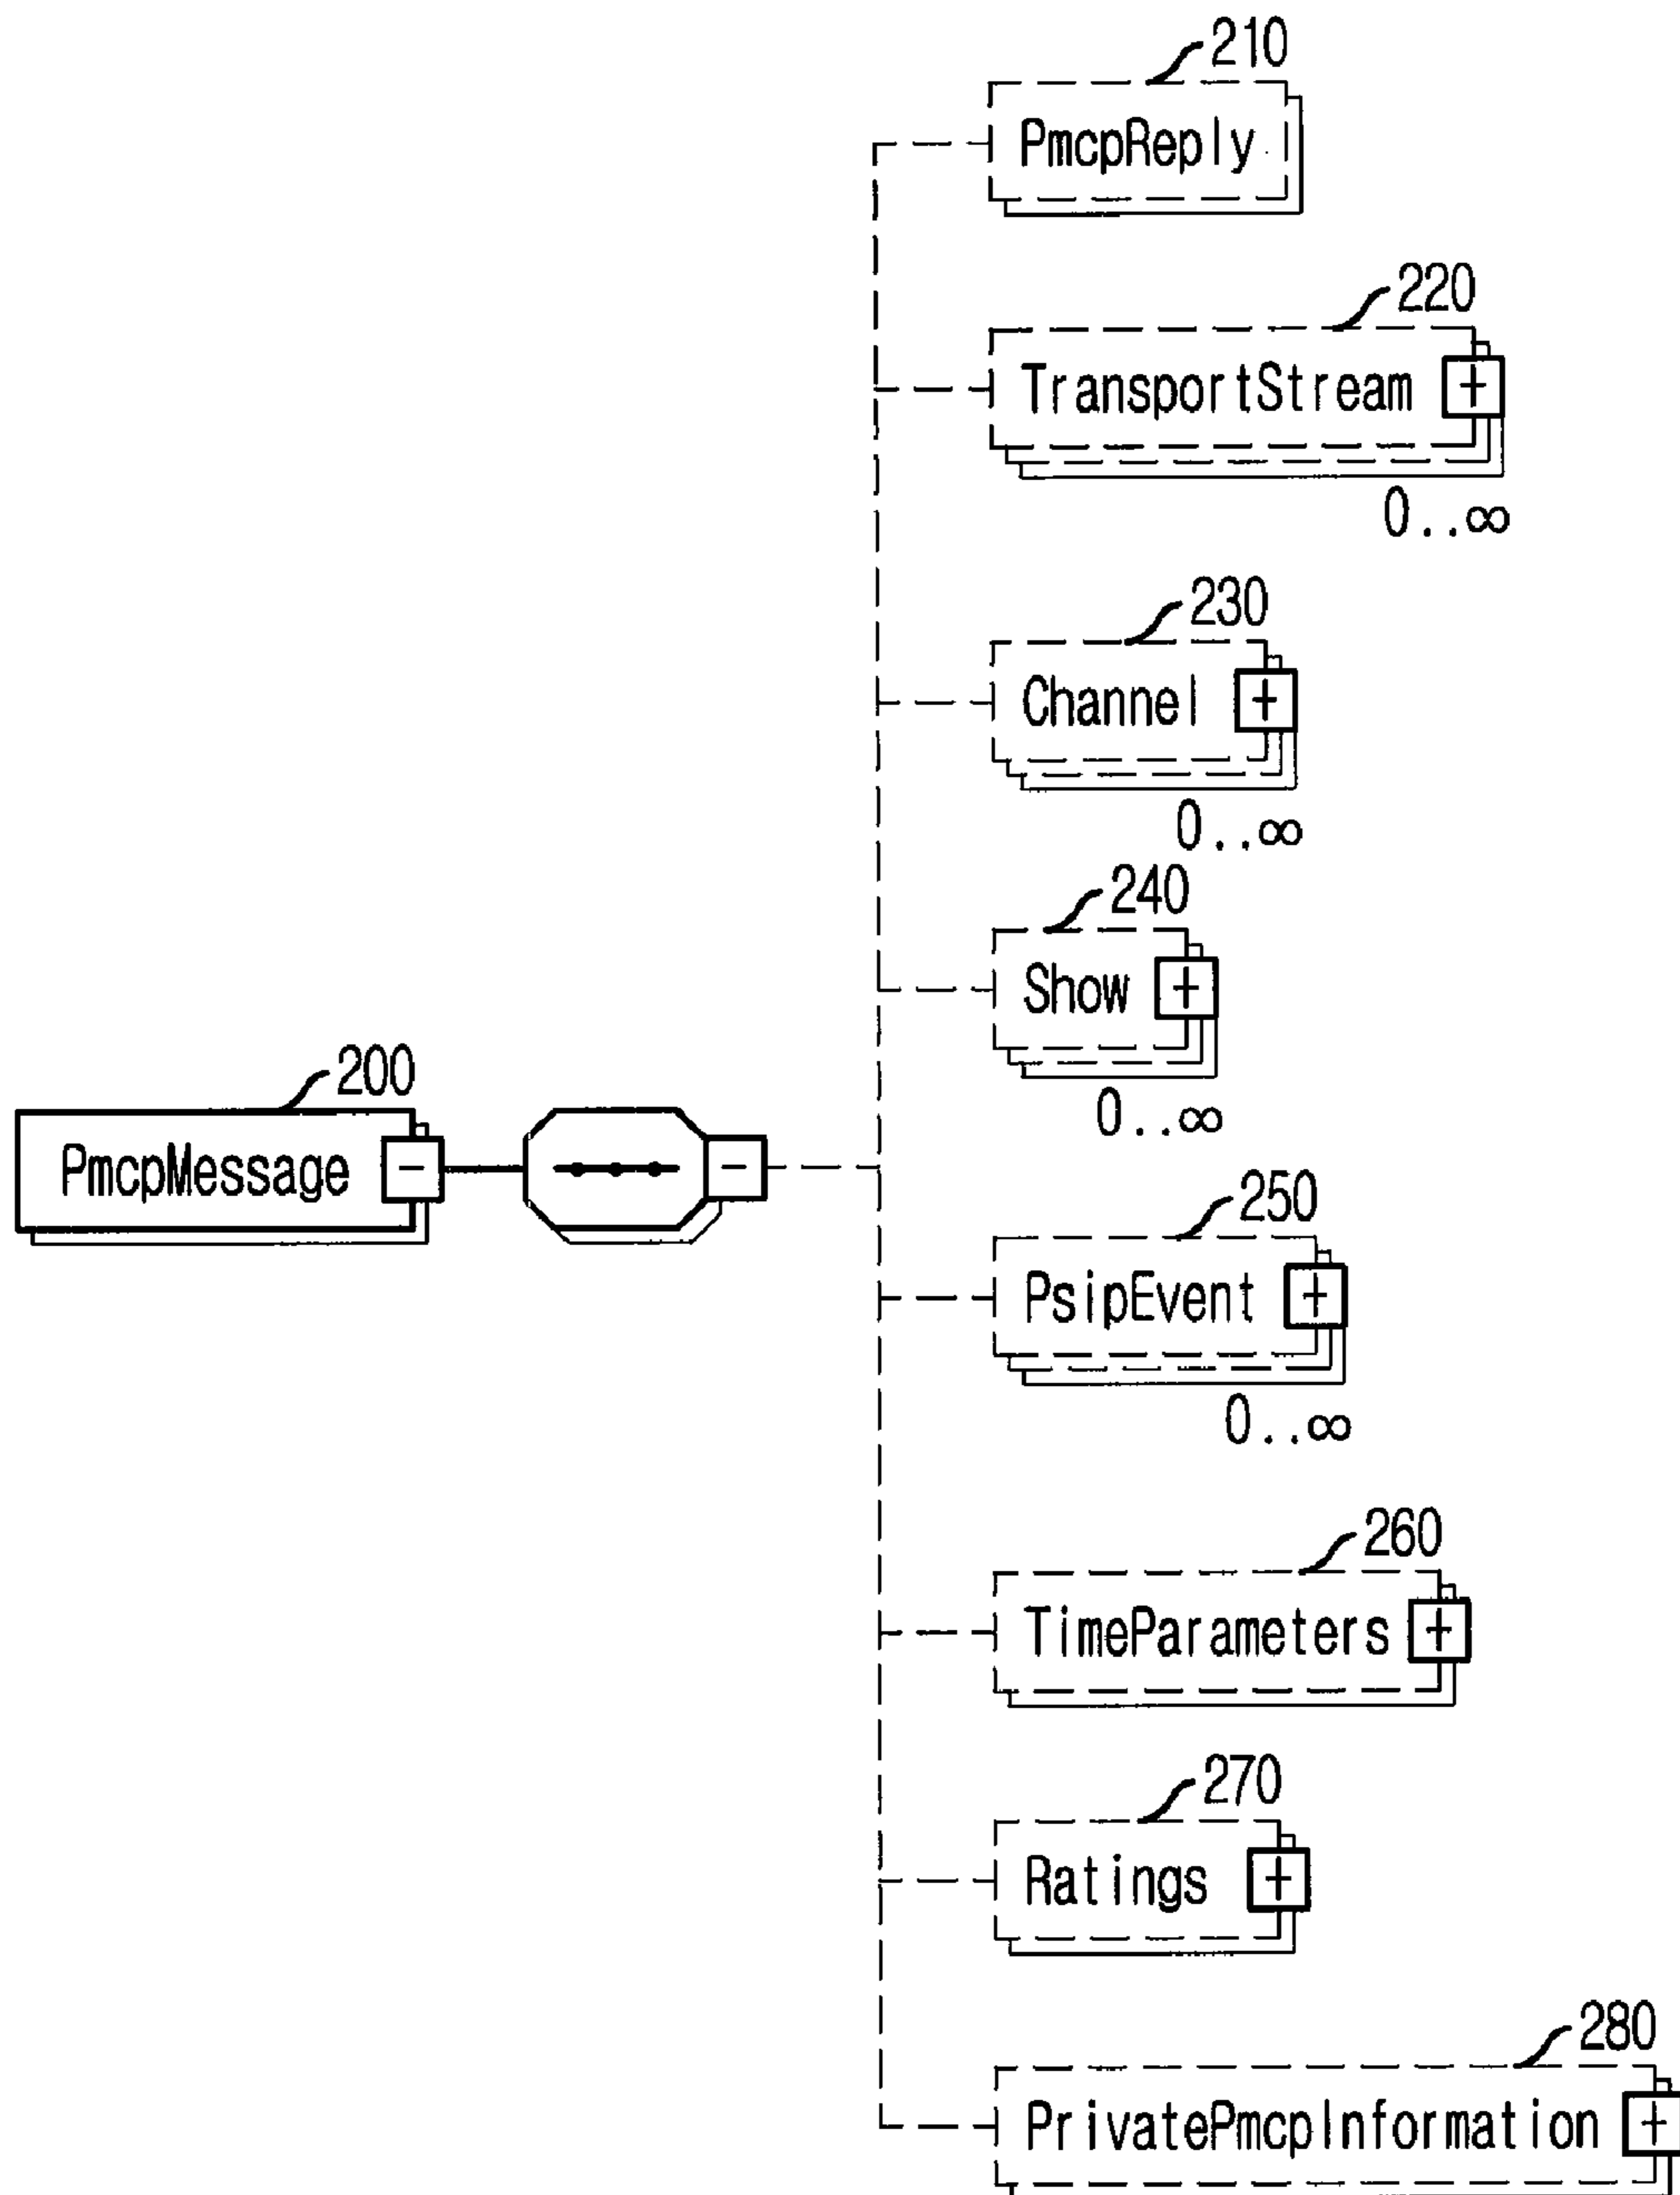 210
PmcpReply
220
TransportStream
+
0..∞
230
Channel
+
0..∞
240
Show
+
0..∞
200
PmcpMessage
-
-
250
PsipEvent
+
0..∞
260
TimeParameters
+
270
Ratings
+
280
PrivatePmcpInformation
+